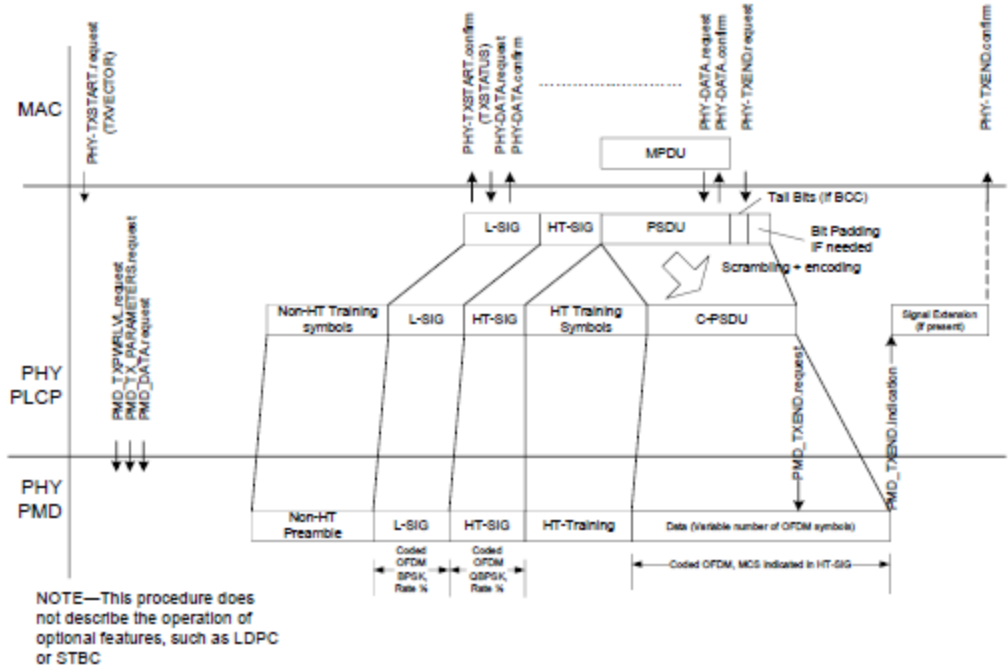 MAC
PHY-TXSTART.request
(TXVECTOR)
PHY-TXSTART.confirm
(TXSTATUS)
PHY-DATA.request
PHY-DATA.confirm
PHY-DATA.request
PHY-DATA.confirm
PHY-TXEND.request
PHY-TXEND.confirm
MPDU
Tail Bits (if BCC)
L-SIG
HT-SIG
PSDU
Bit Padding
IF needed
Scrambling + encoding
PHY
PLCP
PMD_TXPWRLVL.request
PMD_TX_PARAMETERS.request
PMD_DATA.request
Non-HT Training
symbols
L-SIG
HT-SIG
HT Training
Symbols
C-PSDU
Signal Extension
(if present)
PMD_TXEND.request
PMD_TXEND.indication
PHY
PMD
Non-HT
Preamble
L-SIG
HT-SIG
HT-Training
Data (Variable number of OFDM symbols)
Coded
OFDM
BPSK,
Rate ½
Coded
OFDM
QBPSK,
Rate ½
Coded OFDM, MCS indicated in HT-SIG
NOTE—This procedure does
not describe the operation of
optional features, such as LDPC
or STBC